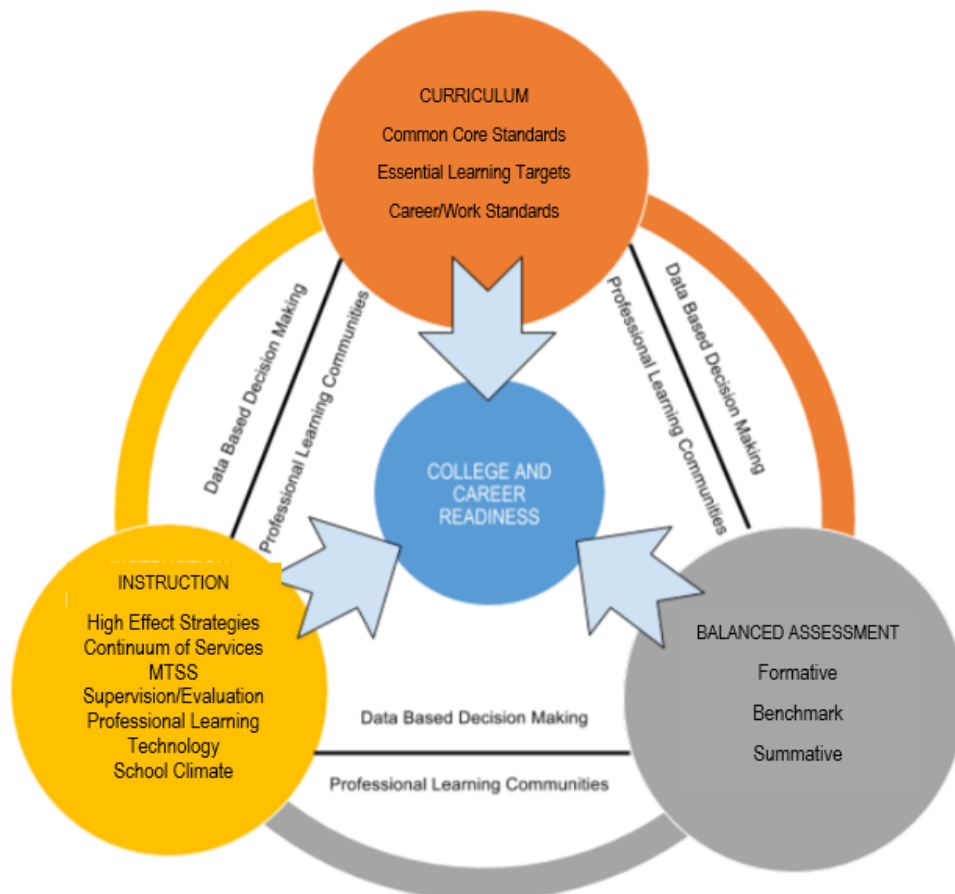 CURRICULUM
Common Core Standards
Essential Learning Targets
Career/Work Standards
Data Based Decision Making
Professional Learning Communities
Professional Learning Communities
Data Based Decision Making
COLLEGE AND
CAREER
READINESS
INSTRUCTION
High Effect Strategies
Continuum of Services
MTSS
Supervision/Evaluation
Professional Learning
Technology
School Climate
BALANCED ASSESSMENT
Formative
Benchmark
Summative
Data Based Decision Making
Professional Learning Communities